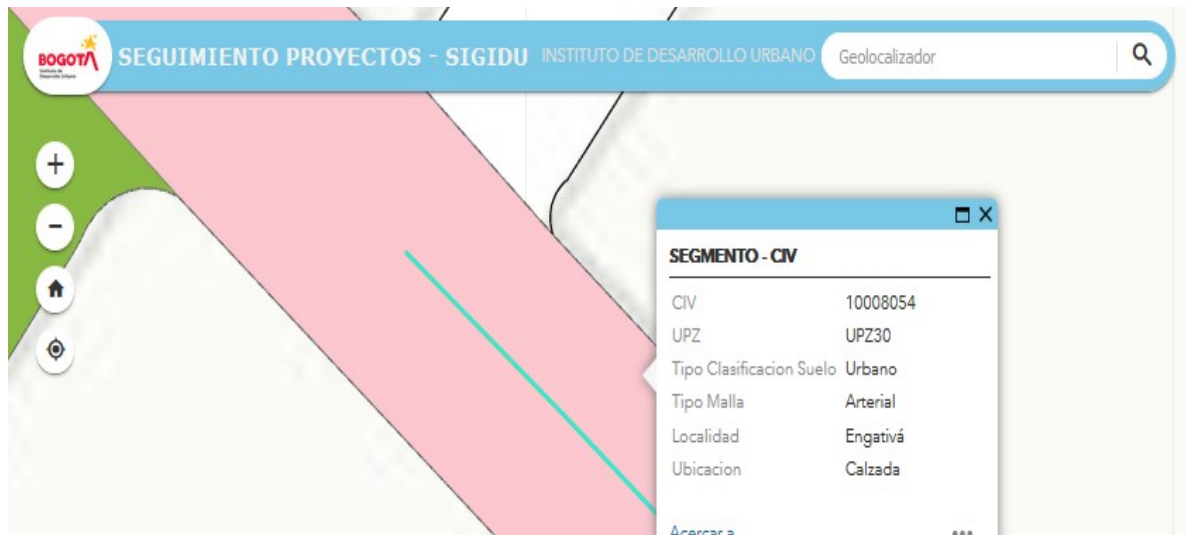 BOGOTÁ SEGUIMIENTO PROYECTOS - SIGIDU INSTITUTO DE DESARROLLO URBANO Geolocalizador
SEGMENTO - CIV
CIV 10008054
UPZ UPZ30
Tipo Clasificacion Suelo Urbano
Tipo Malla Arterial
Localidad Engativá
Ubicacion Calzada
Acercar a